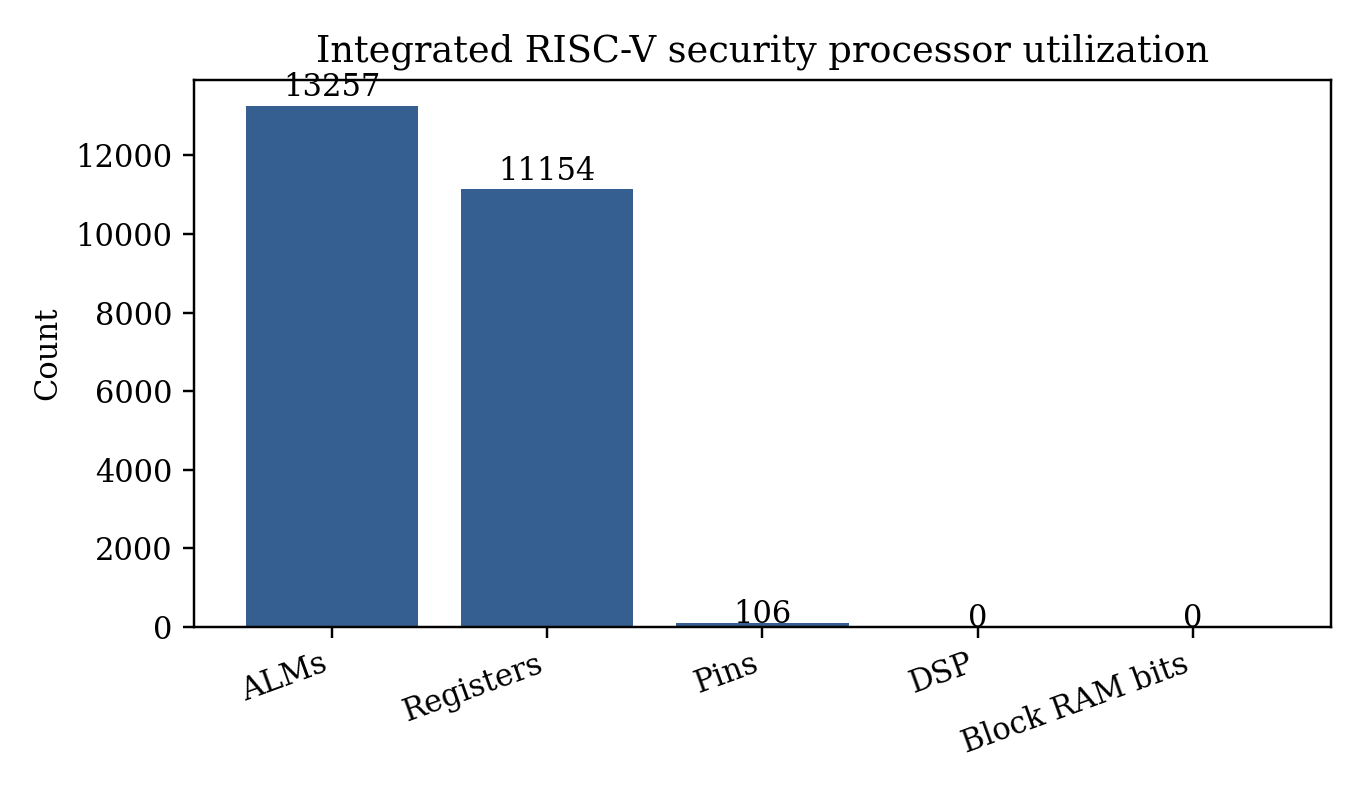 Integrated RISC-V security processor utilization
13257
12000
11154
10000
8000
6000
4000
2000
0
106
0
0
Count
ALMs
Registers
Pins
DSP
Block RAM bits